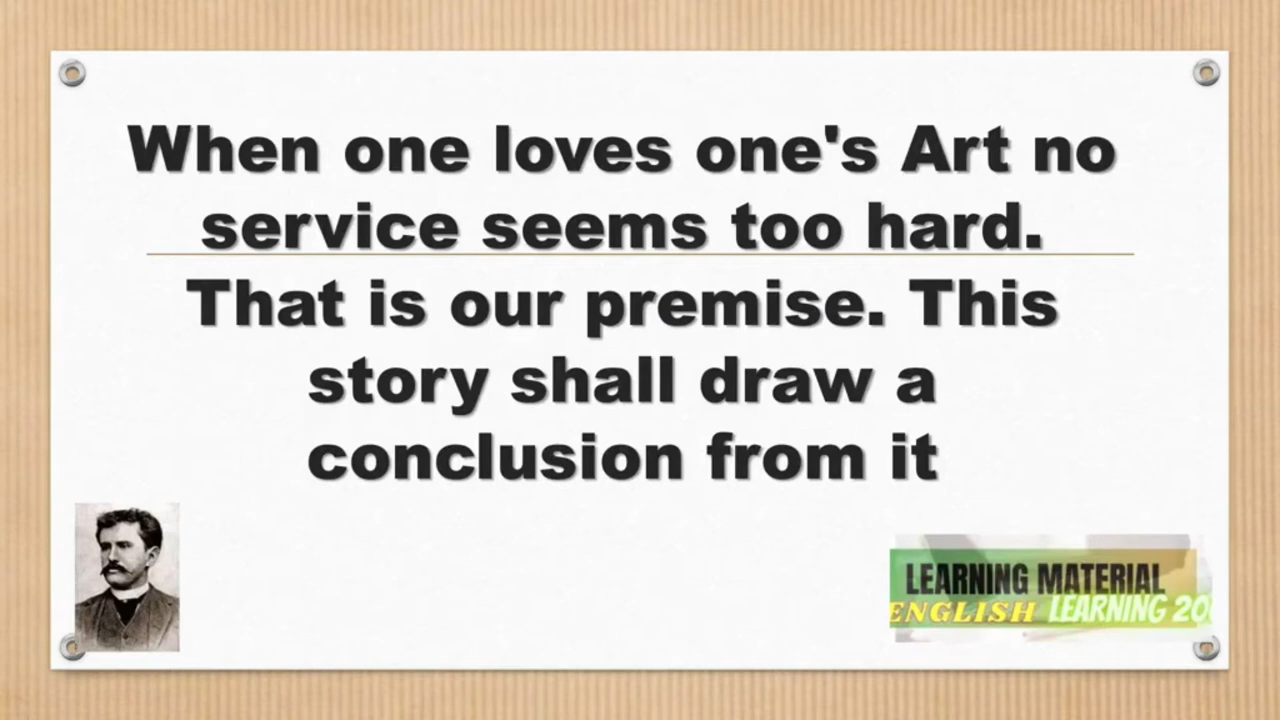 When one loves one's Art no
service seems too hard.
That is our premise. This
story shall draw a
conclusion from it
LEARNING MATERIAL
ENGLISH LEARNING 20